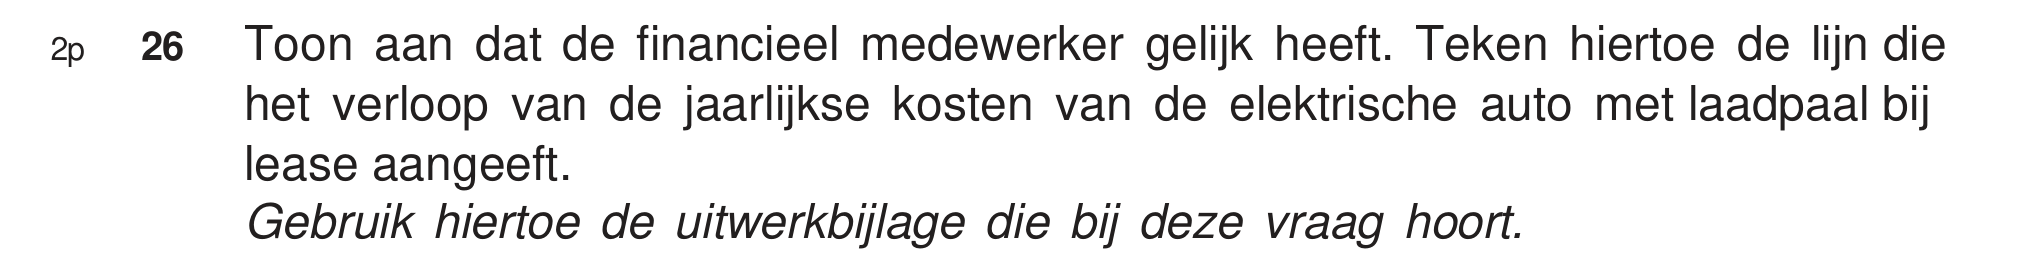 2p 26 Toon aan dat de financieel medewerker gelijk heeft. Teken hiertoe de lijn die
het verloop van de jaarlijkse kosten van de elektrische auto met laadpaal bij
lease aangeeft.
Gebruik hiertoe de uitwerkbijlage die bij deze vraag hoort.